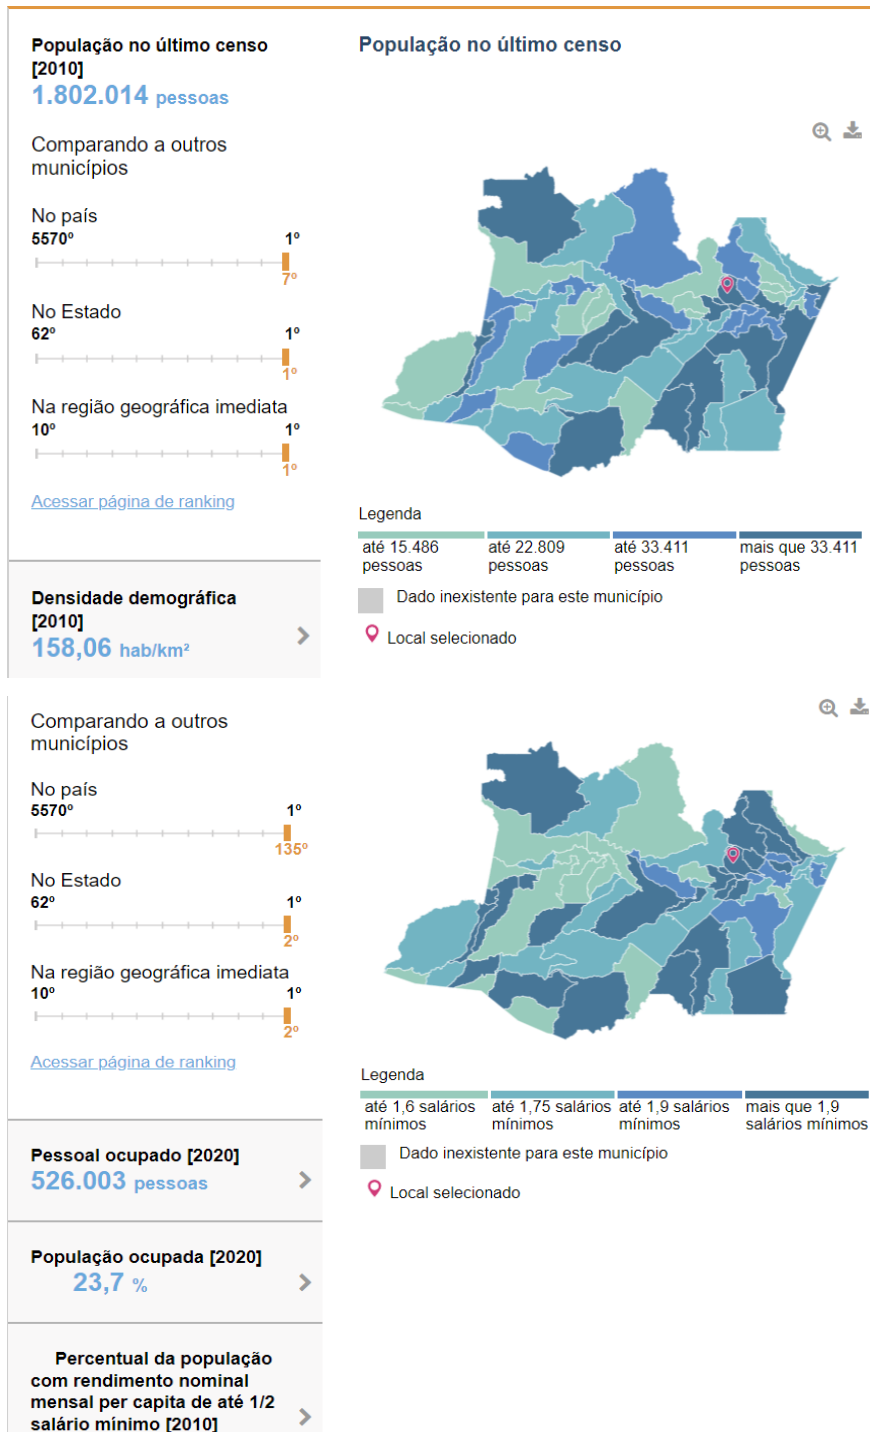 População no último censo
[2010]
1.802.014 pessoas
Comparando a outros
municípios
No país
5570º 1º
7º
No Estado
62º 1º
1º
Na região geográfica imediata
10º 1º
1º
Acessar página de ranking
Densidade demográfica
[2010]
158,06 hab/km²
População no último censo
Legenda
até 15.486 pessoas
até 22.809 pessoas
até 33.411 pessoas
mais que 33.411 pessoas
Dado inexistente para este município
Local selecionado
Comparando a outros
municípios
No país
5570º 1º
135º
No Estado
62º 1º
2º
Na região geográfica imediata
10º 1º
2º
Acessar página de ranking
Pessoal ocupado [2020]
526.003 pessoas
População ocupada [2020]
23,7 %
Percentual da população
com rendimento nominal
mensal per capita de até 1/2
salário mínimo [2010]
Legenda
até 1,6 salários mínimos
até 1,75 salários mínimos
até 1,9 salários mínimos
mais que 1,9 salários mínimos
Dado inexistente para este município
Local selecionado